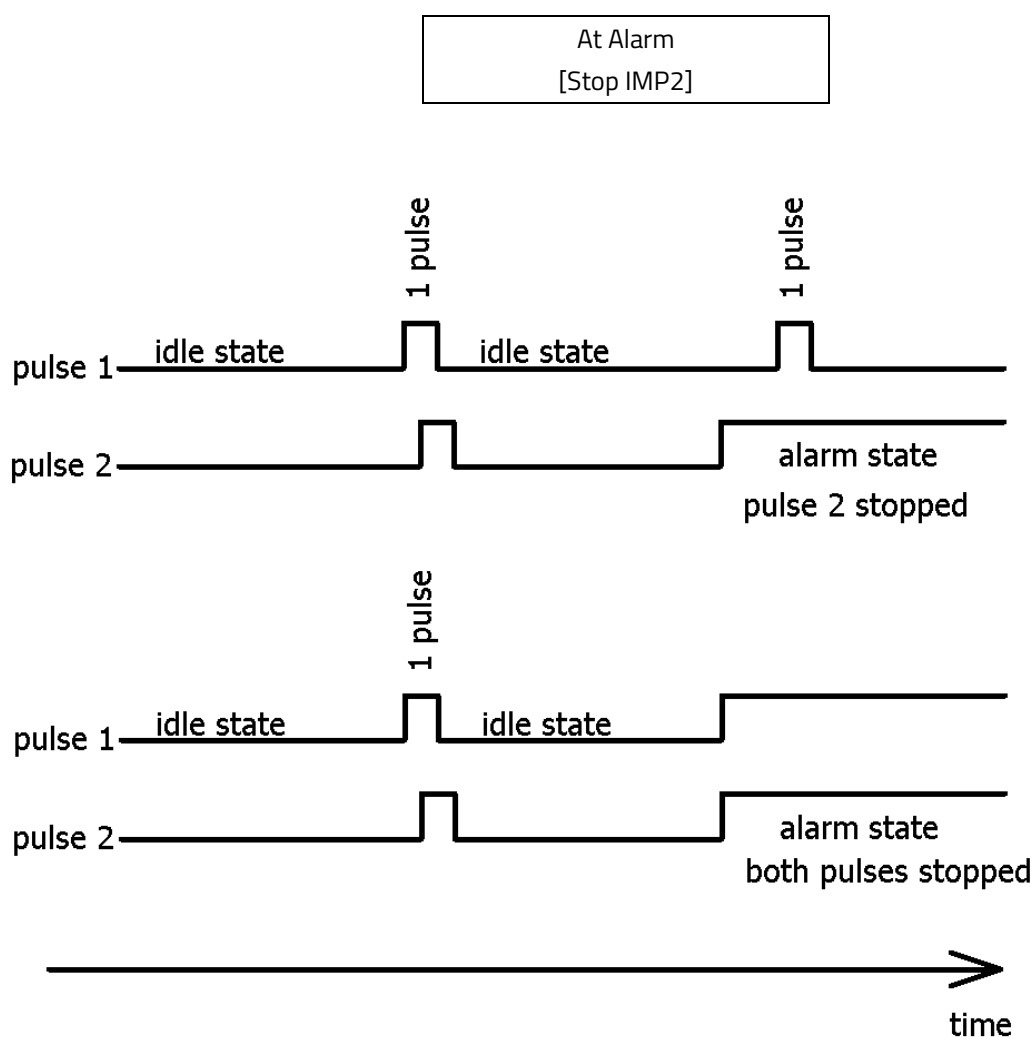 At Alarm
[Stop IMP2]
1 pulse
1 pulse
pulse 1
idle state
idle state
pulse 2
alarm state
pulse 2 stopped
1 pulse
pulse 1
idle state
idle state
pulse 2
alarm state
both pulses stopped
time